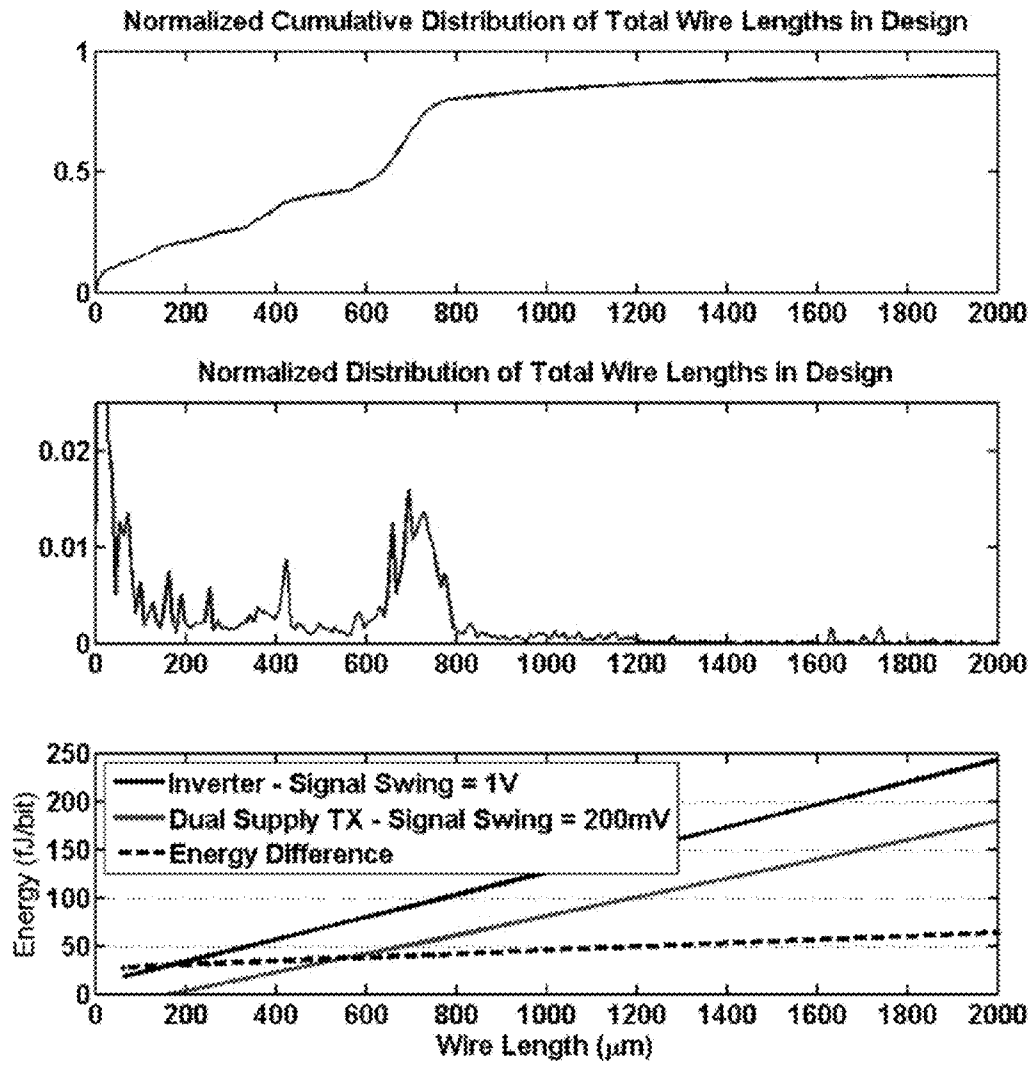 Normalized Cumulative Distribution of Total Wire Lengths in Design
1
0.5
0
0 200 400 600 800 1000 1200 1400 1600 1800 2000
Normalized Distribution of Total Wire Lengths in Design
0.02
0.01
0
0 200 400 600 800 1000 1200 1400 1600 1800 2000
Energy (fJ/bit)
250
200
150
100
50
0
Inverter - Signal Swing = 1V
Dual Supply TX - Signal Swing = 200mV
Energy Difference
0 200 400 600 800 1000 1200 1400 1600 1800 2000
Wire Length (μm)